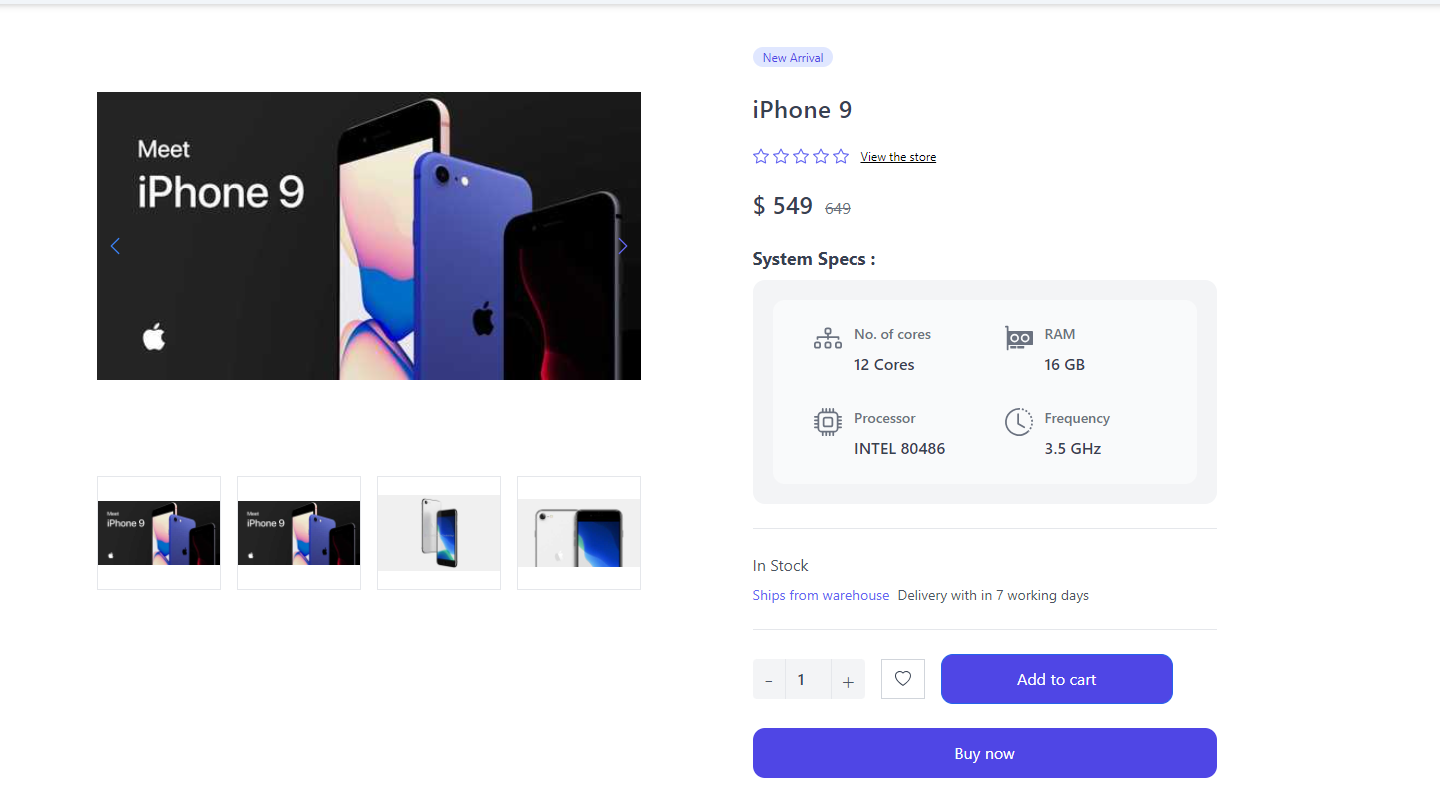 New Arrival
Meet
iPhone 9
iPhone 9
View the store
$ 549 649
System Specs :
No. of cores
12 Cores
RAM
16 GB
Processor
INTEL 80486
Frequency
3.5 GHz
Meet
iPhone 9
Meet
iPhone 9
In Stock
Ships from warehouse Delivery with in 7 working days
- 1 +
Add to cart
Buy now